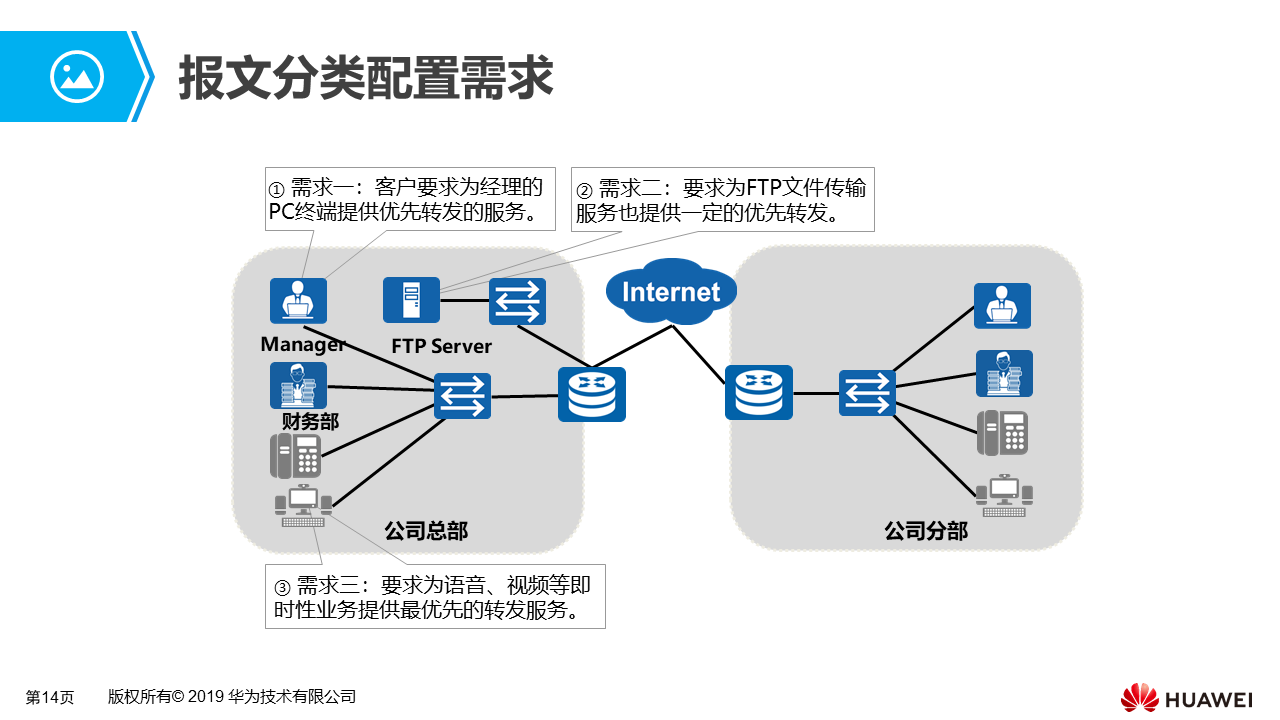 报文分类配置需求
① 需求一：客户要求为经理的
PC终端提供优先转发的服务。
② 需求二：要求为FTP文件传输
服务也提供一定的优先转发。
Internet
Manager
FTP Server
财务部
公司总部
公司分部
③ 需求三：要求为语音、视频等即
时性业务提供最优先的转发服务。
第14页
版权所有© 2019 华为技术有限公司
HUAWEI